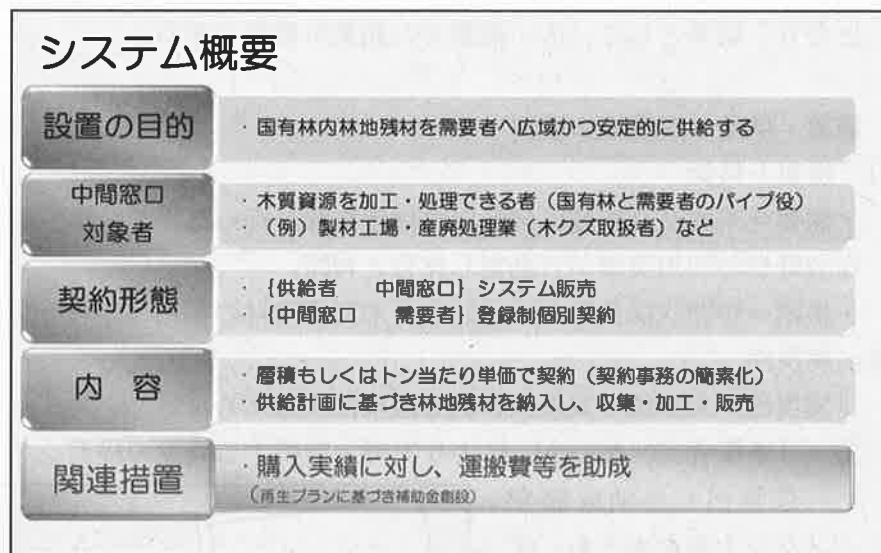 システム概要
設置の目的
・国有林内林地残材を需要者へ広域かつ安定的に供給する
中間窓口
対象者
・木質資源を加工・処理できる者（国有林と需要者のパイプ役）
・（例）製材工場・産廃処理業（木クズ取扱者）など
契約形態
・{供給者　　中間窓口} システム販売
・{中間窓口　　需要者} 登録制個別契約
内　容
・層積もしくはトン当たり単価で契約（契約事務の簡素化）
・供給計画に基づき林地残材を納入し、収集・加工・販売
関連措置
・購入実績に対し、運搬費等を助成
（再生プランに基づき補助金創設）